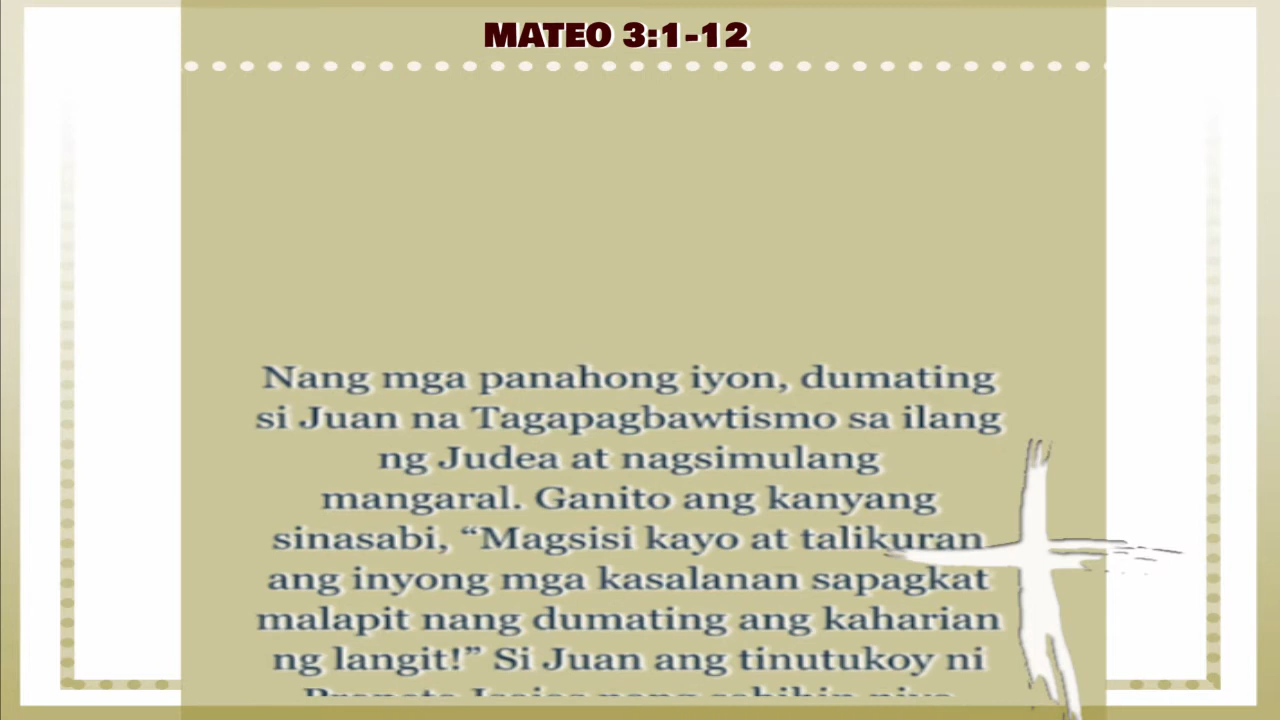 MATEO 3:1-12
Nang mga panahong iyon, dumating
si Juan na Tagapagbawtismo sa ilang
ng Judea at nagsimulang
mangaral. Ganito ang kanyang
sinasabi, “Magsisi kayo at talikuran
ang inyong mga kasalanan sapagkat
malapit nang dumating ang kaharian
ng langit!” Si Juan ang tinutukoy ni